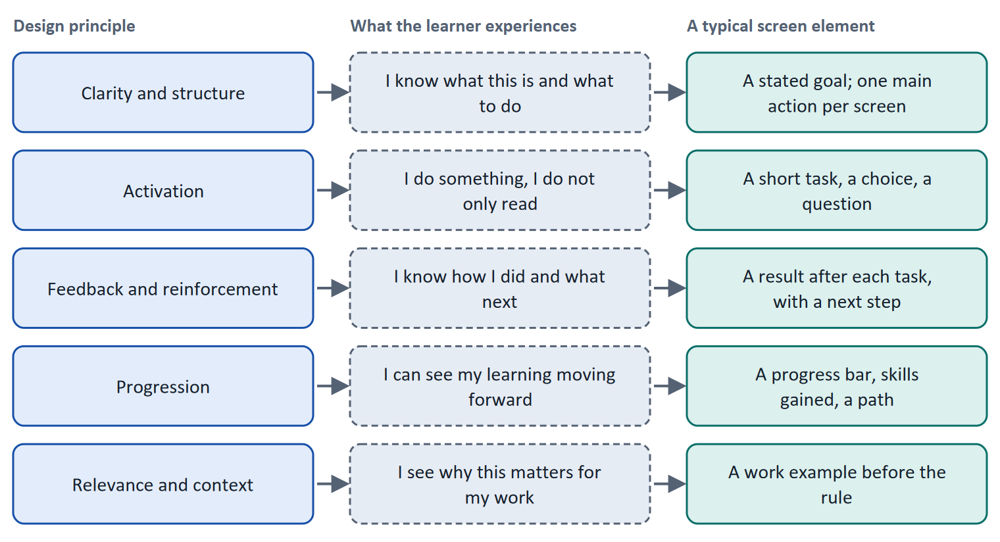 Design principle
What the learner experiences
A typical screen element
Clarity and structure
I know what this is and what
to do
A stated goal; one main
action per screen
Activation
I do something, I do not
only read
A short task, a choice, a
question
Feedback and reinforcement
I know how I did and what
next
A result after each task,
with a next step
Progression
I can see my learning moving
forward
A progress bar, skills
gained, a path
Relevance and context
I see why this matters for
my work
A work example before the
rule